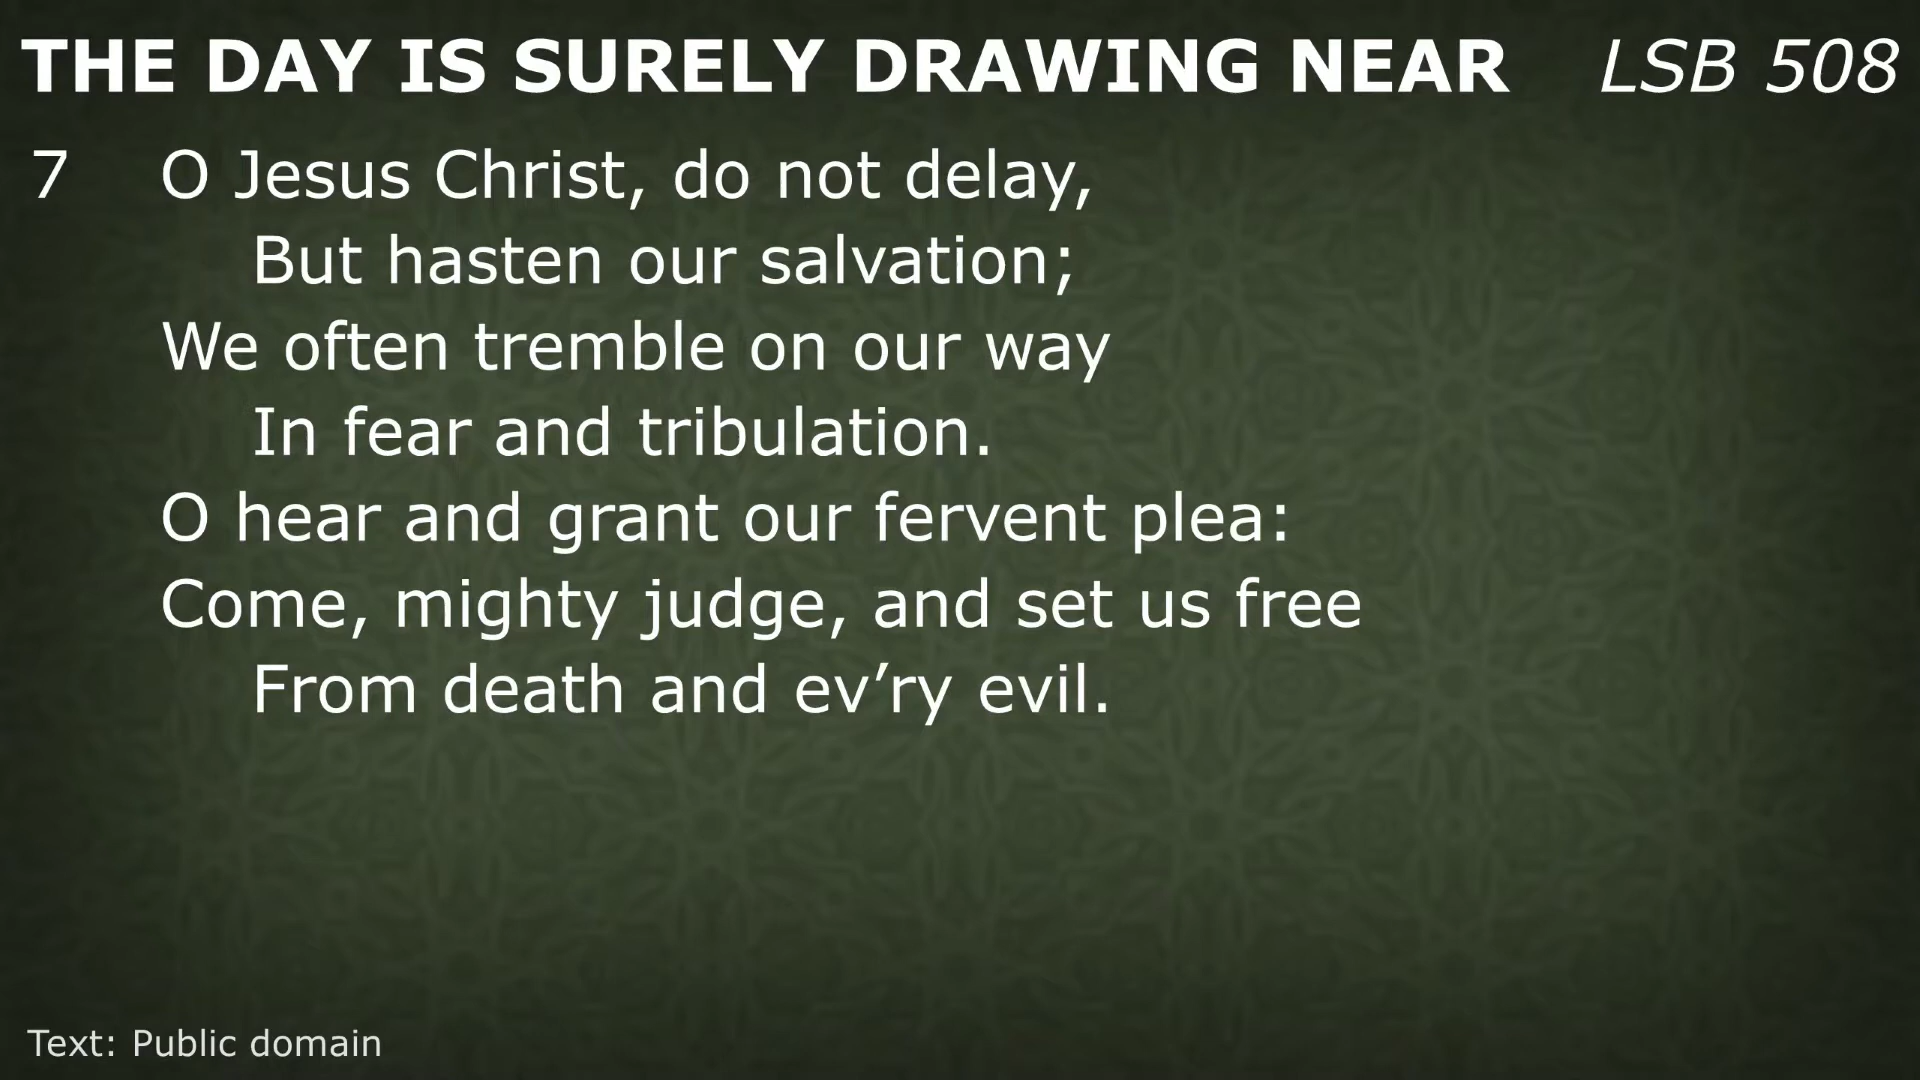 THE DAY IS SURELY DRAWING NEAR LSB 508
7 O Jesus Christ, do not delay,
But hasten our salvation;
We often tremble on our way
In fear and tribulation.
O hear and grant our fervent plea:
Come, mighty judge, and set us free
From death and ev’ry evil.
Text: Public domain